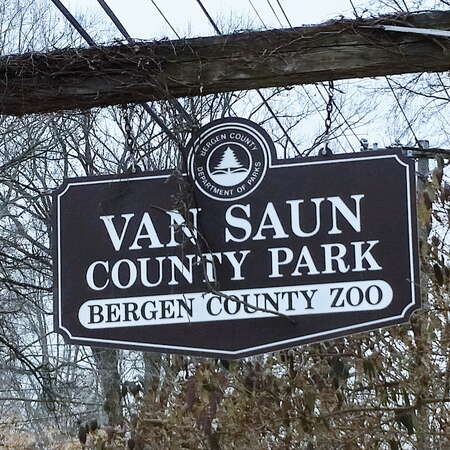 BERGEN COUNTY
DEPARTMENT OF PARKS
VAN SAUN
COUNTY PARK
BERGEN COUNTY ZOO